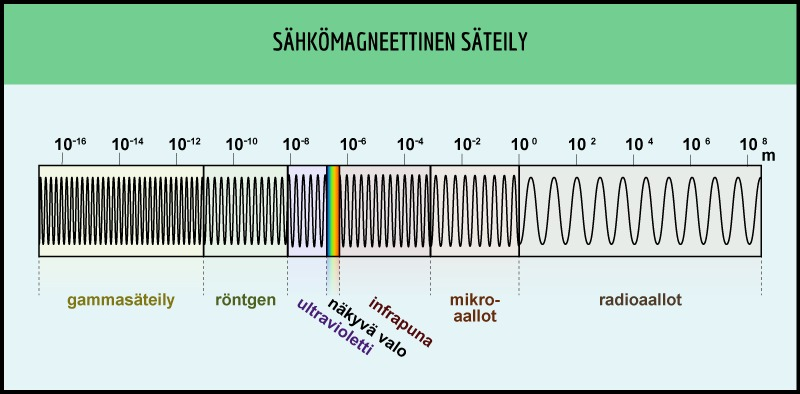 SÄHKÖMAGNEETTINEN SÄTEILY
10⁻¹⁶ 10⁻¹⁴ 10⁻¹² 10⁻¹⁰ 10⁻⁸ 10⁻⁶ 10⁻⁴ 10⁻² 10⁰ 10² 10⁴ 10⁶ 10⁸
m
gammasäteily
röntgen
ultravioletti
näkyvä valo
infrapuna
mikro-
aallot
radioaallot